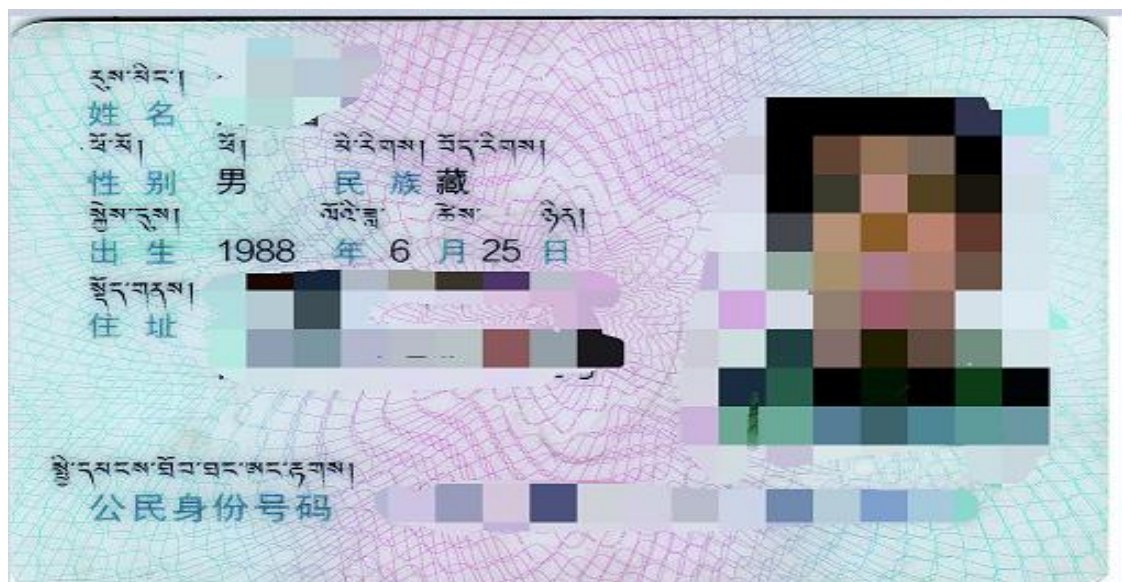 རུས་མིང་།
姓 名
ཕོ་མོ། ཕོ། མི་རིགས། བོད་རིགས།
性 别 男 民 族 藏
སྐྱེས་དུས། ལོའི་ཟླ་ ཚེས་ ཉིན།
出 生 1988 年 6 月 25 日
སྡོད་གནས།
住 址
སྤྱི་དམངས་ཐོབ་ཐང་ཨང་རྟགས།
公民身份号码